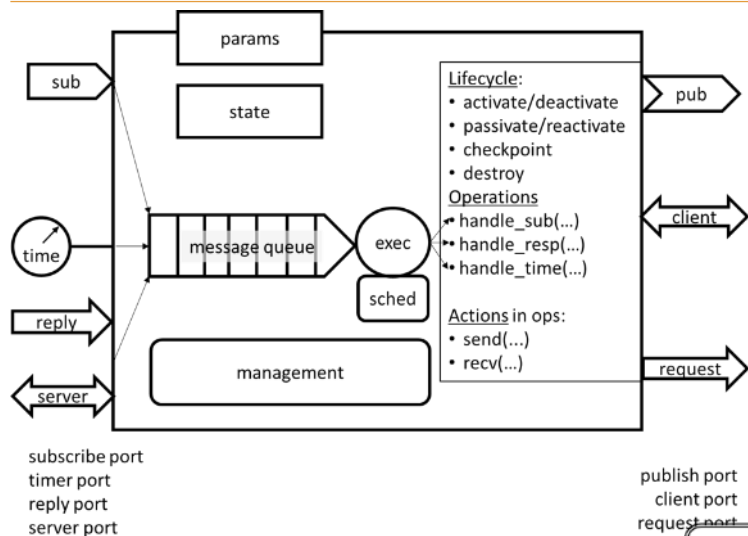 params
sub
state
time
reply
server
message queue
exec
sched
management
Lifecycle:
• activate/deactivate
• passivate/reactivate
• checkpoint
• destroy
Operations
• handle_sub(...)
• handle_resp(...)
• handle_time(...)
Actions in ops:
• send(...)
• recv(...)
pub
client
request
subscribe port
timer port
reply port
server port
publish port
client port
request port